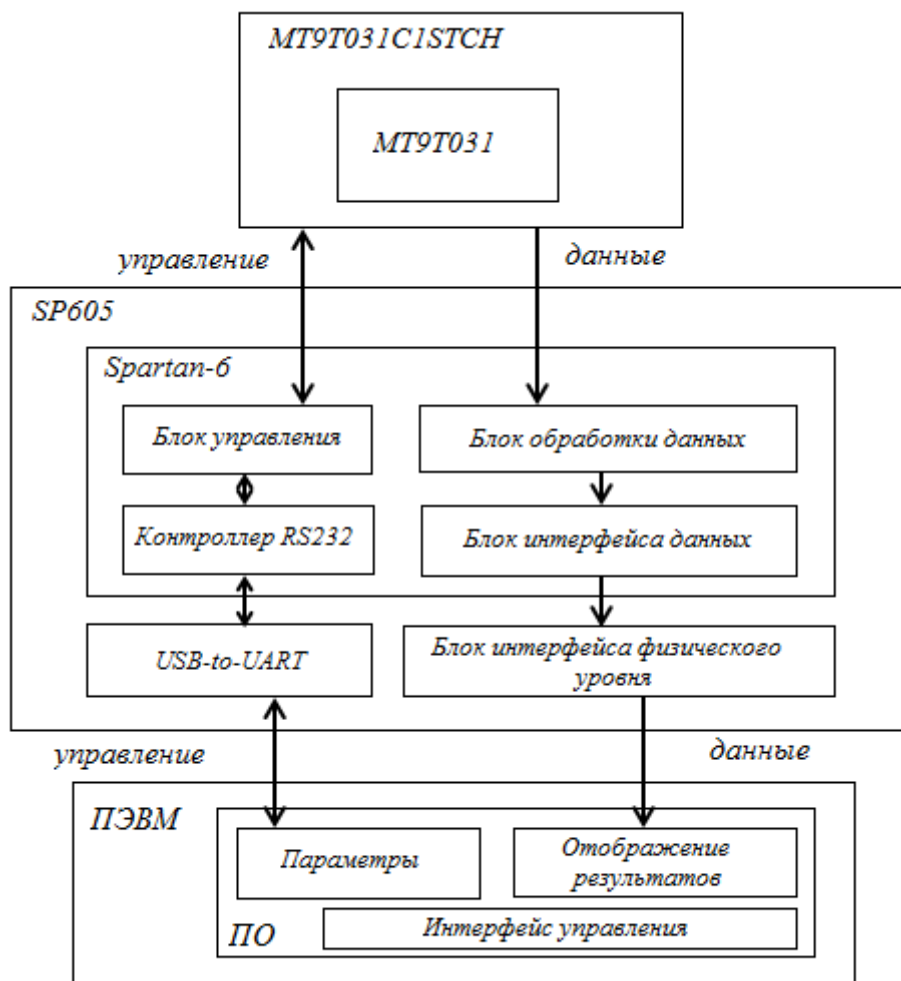 MT9T031C1STCH
MT9T031
управление
данные
SP605
Spartan-6
Блок управления
Блок обработки данных
Контроллер RS232
Блок интерфейса данных
USB-to-UART
Блок интерфейса физического
уровня
управление
данные
ПЭВМ
Параметры
Отображение
результатов
ПО
Интерфейс управления